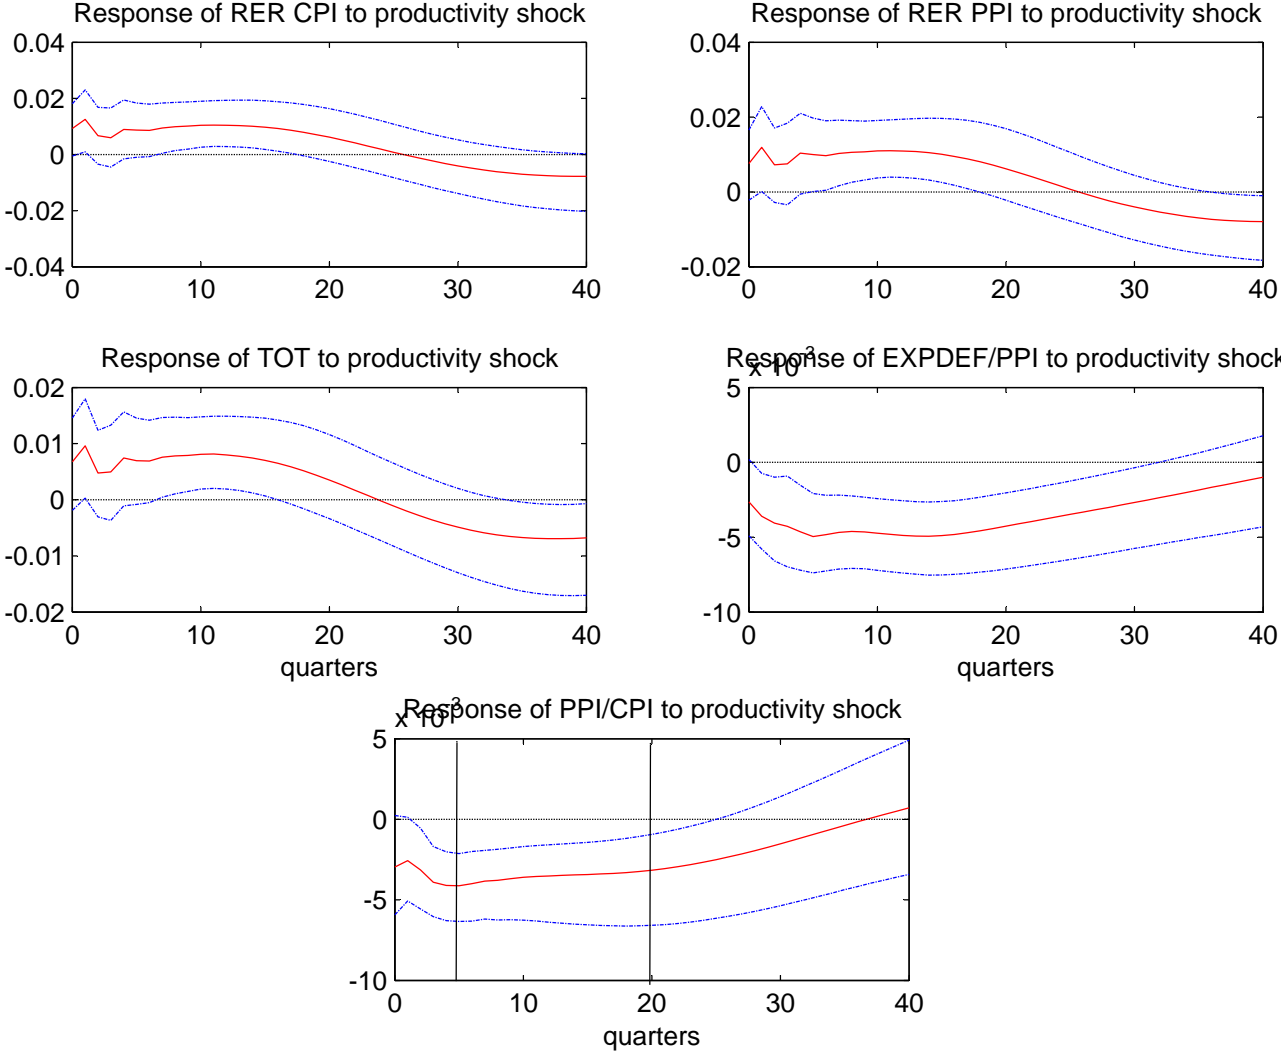 Response of RER CPI to productivity shock
0.04
0.02
0
-0.02
-0.04
0 10 20 30 40
Response of RER PPI to productivity shock
0.04
0.02
0
-0.02
0 10 20 30 40
Response of TOT to productivity shock
0.02
0.01
0
-0.01
-0.02
0 10 20 30 40
quarters
Response of EXPDEF/PPI to productivity shock
x 10-3
5
0
-5
-10
0 10 20 30 40
quarters
Response of PPI/CPI to productivity shock
x 10-3
5
0
-5
-10
0 10 20 30 40
quarters